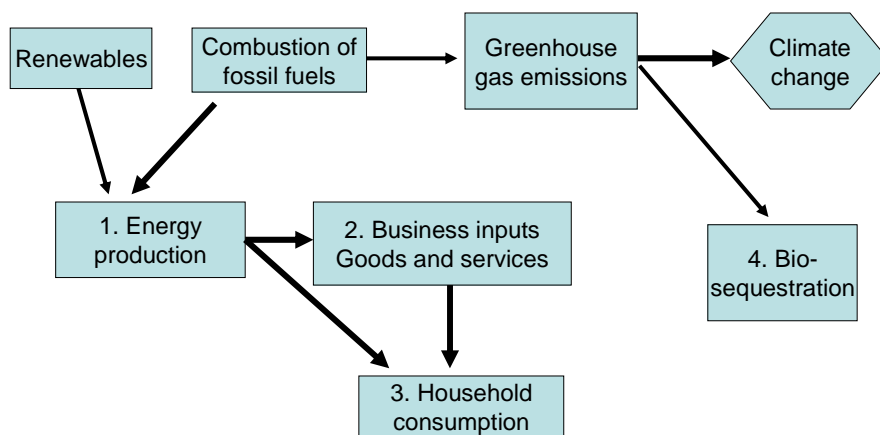 Renewables
Combustion of
fossil fuels
Greenhouse
gas emissions
Climate
change
1. Energy
production
2. Business inputs
Goods and services
4. Bio-
sequestration
3. Household
consumption